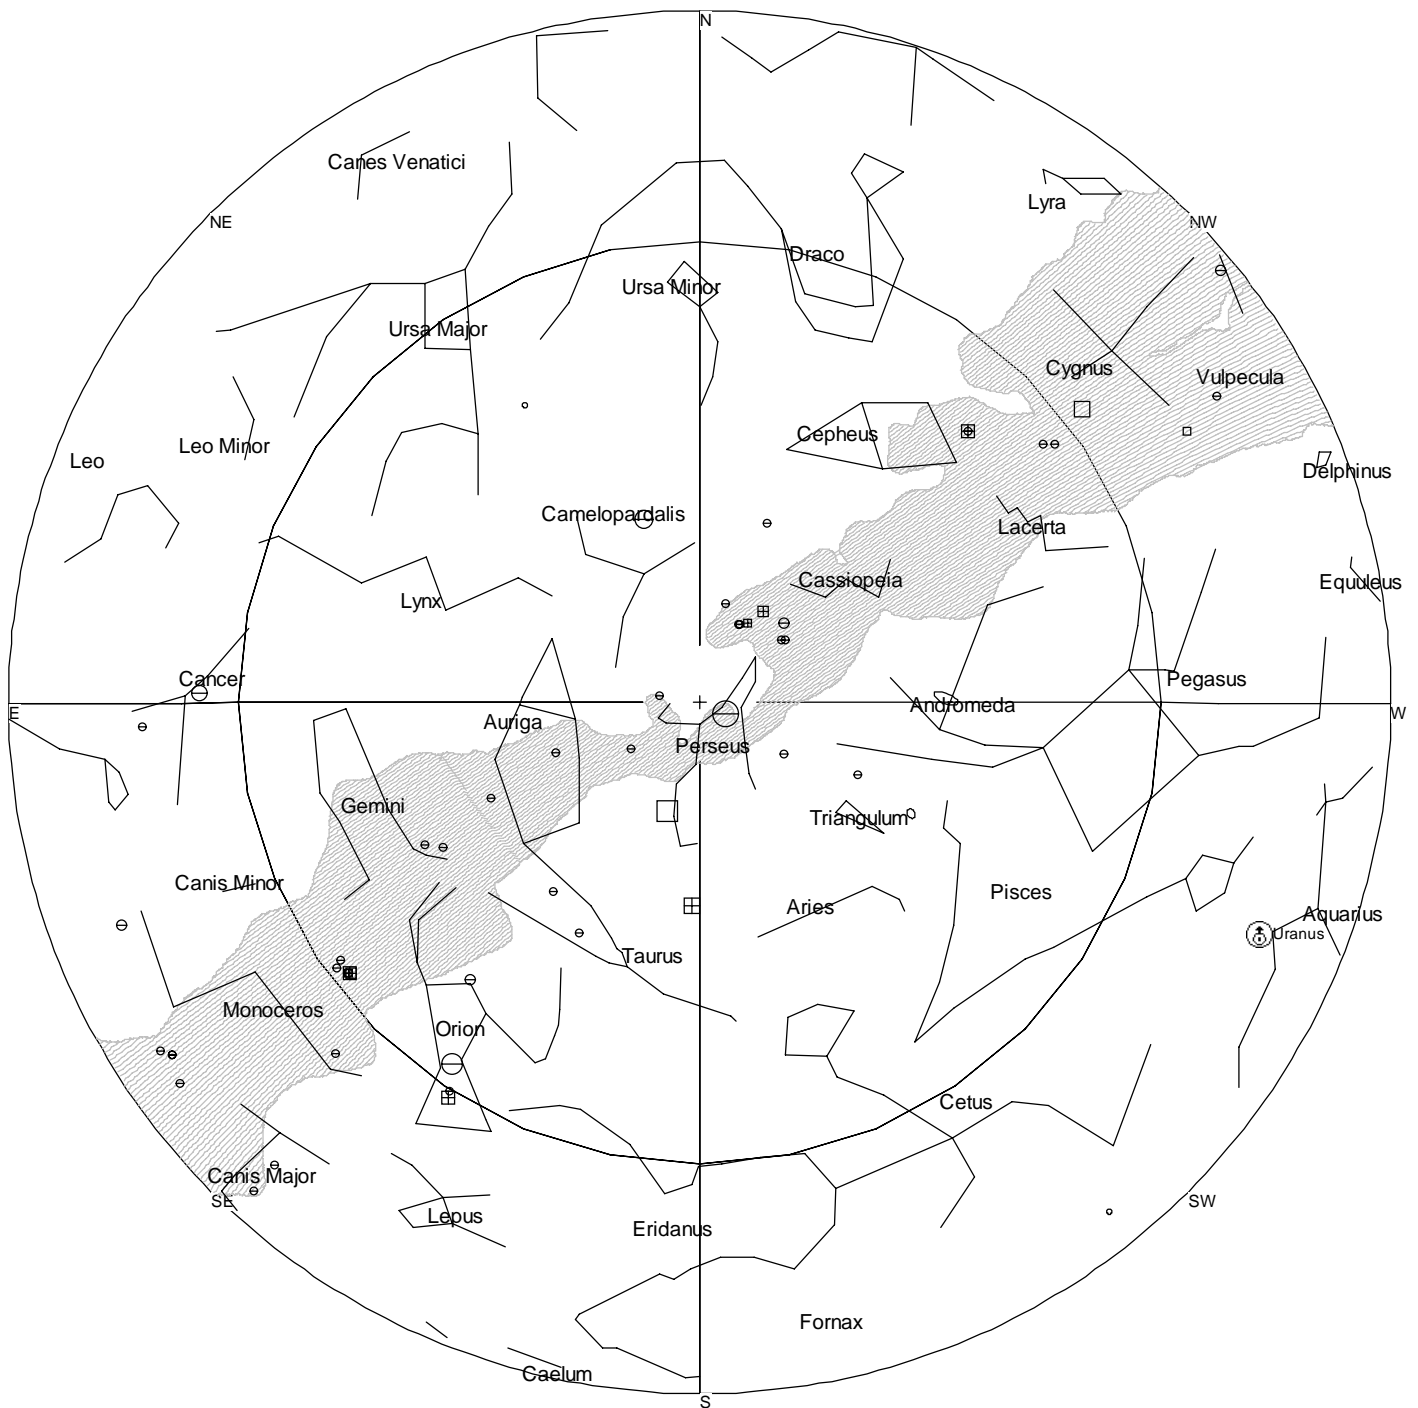 N
Canes Venatici
Lyra
NE
NW
Draco
Ursa Minor
Ursa Major
Cygnus
Vulpecula
Cepheus
Leo Minor
Leo
Delphinus
Camelopardalis
Lacerta
Cassiopeia
Equuleus
Lynx
Cancer
Pegasus
Andromeda
E
W
Auriga
Perseus
Gemini
Triangulum
Canis Minor
Pisces
Aries
Aquarius
Uranus
Taurus
Monoceros
Orion
Cetus
Canis Major
SE
SW
Lepus
Eridanus
Fornax
Caelum
S